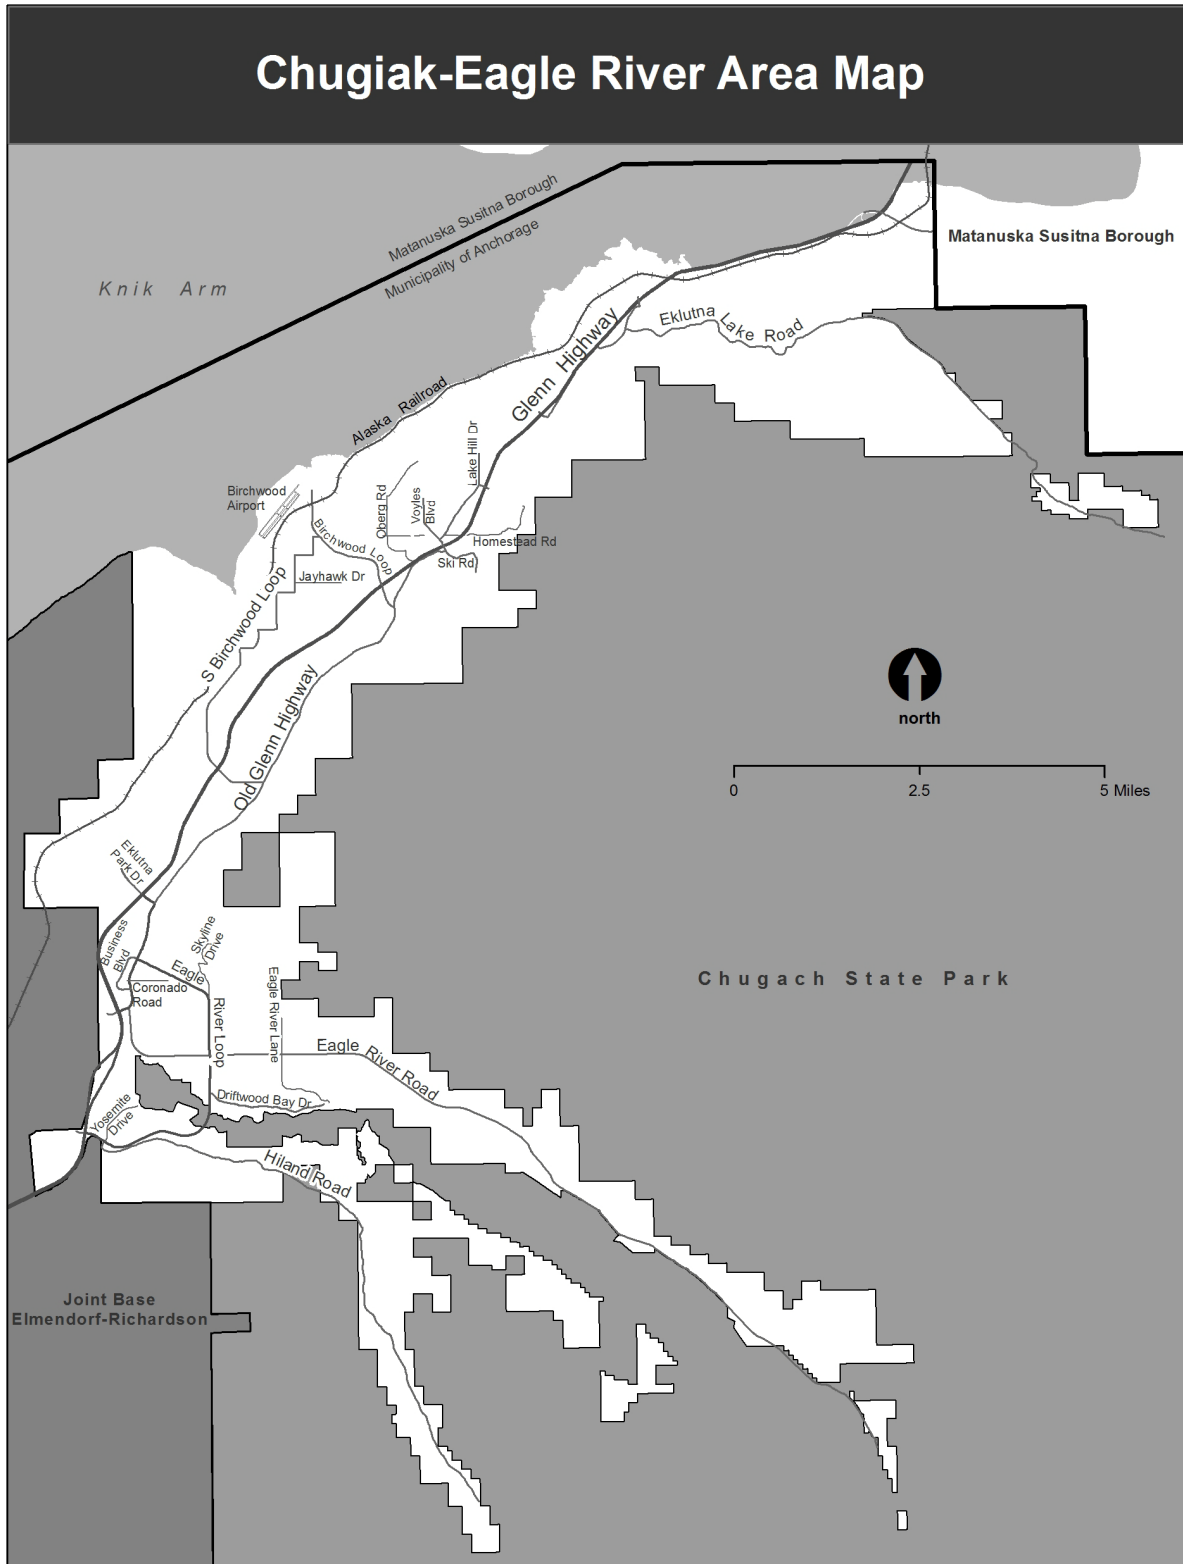 Chugiak-Eagle River Area Map
Matanuska Susitna Borough
Municipality of Anchorage
Matanuska Susitna Borough
Knik Arm
Eklutna Lake Road
Glenn Highway
Alaska Railroad
Lake Hill Dr
Birchwood
Airport
Oberg Rd
Voyles
Blvd
Birchwood Loop
Homestead Rd
Ski Rd
Jayhawk Dr
S Birchwood Loop
north
Old Glenn Highway
0
2.5
5 Miles
Eklutna
Park Dr
Business
Blvd
Skyline
Drive
Eagle River Loop
Coronado
Road
Eagle River Lane
Chugach State Park
Eagle River Road
Driftwood Bay Dr
Yosemite
Drive
Hiland Road
Joint Base
Elmendorf-Richardson